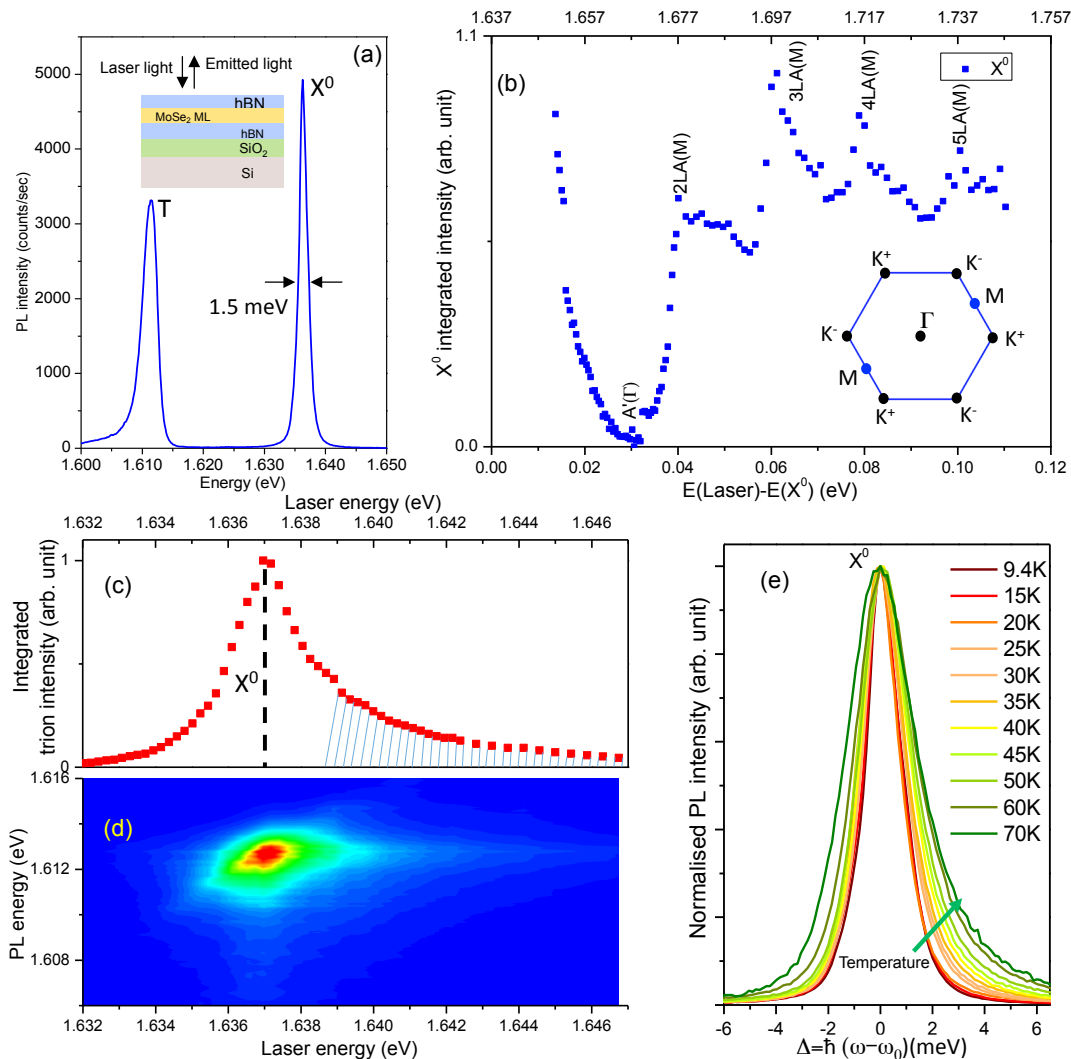 (a)
Laser light
Emitted light
hBN
MoSe₂ ML
hBN
SiO₂
Si
X⁰
T
1.5 meV
PL intensity (counts/sec)
5000
4000
3000
2000
1000
0
1.600 1.610 1.620 1.630 1.640 1.650
Energy (eV)
1.637 1.657 1.677 1.697 1.717 1.737 1.757
(b)
X⁰
X⁰ integrated intensity (arb. unit)
1.1
0.0
A'(Γ)
2LA(M)
3LA(M)
4LA(M)
5LA(M)
K⁺
K⁻
M
K⁻
Γ
K⁺
M
K⁺
K⁻
0.00 0.02 0.04 0.06 0.08 0.10 0.12
E(Laser)-E(X⁰) (eV)
Laser energy (eV)
1.632 1.634 1.636 1.638 1.640 1.642 1.644 1.646
(c)
Integrated
trion intensity (arb. unit)
1
0
X⁰
(d)
PL energy (eV)
1.616
1.612
1.608
1.632 1.634 1.636 1.638 1.640 1.642 1.644 1.646
Laser energy (eV)
(e)
X⁰
Normalised PL intensity (arb. unit)
9.4K
15K
20K
25K
30K
35K
40K
45K
50K
60K
70K
Temperature
-6 -4 -2 0 2 4 6
Δ=ħ (ω−ω₀)(meV)